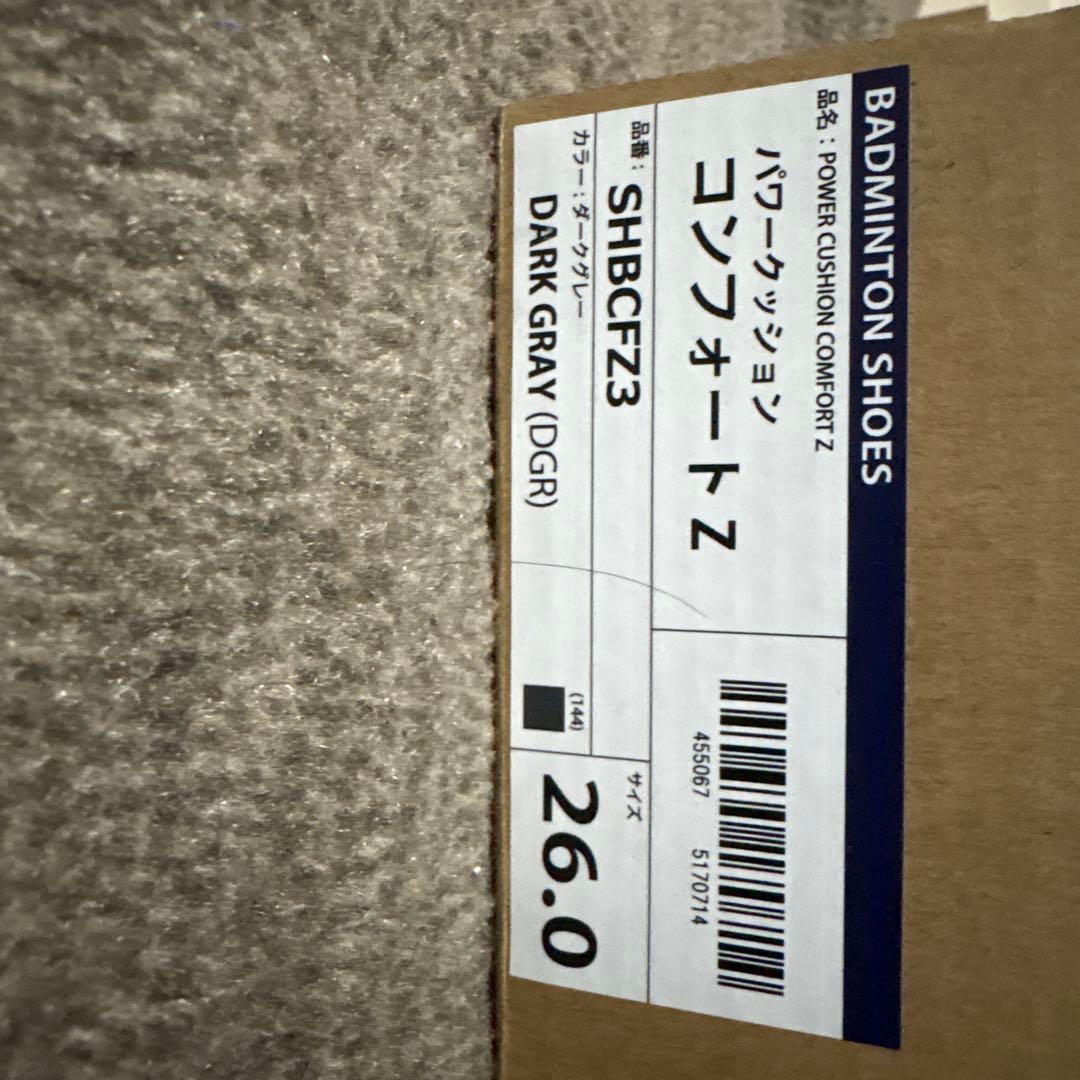 BADMINTON SHOES
品名：POWER CUSHION COMFORT Z
パワークッション
コンフォートZ
455067 5170714
品番：SHBCFZ3
カラー：ダークグレー
DARK GRAY (DGR)
(144)
サイズ
26.0